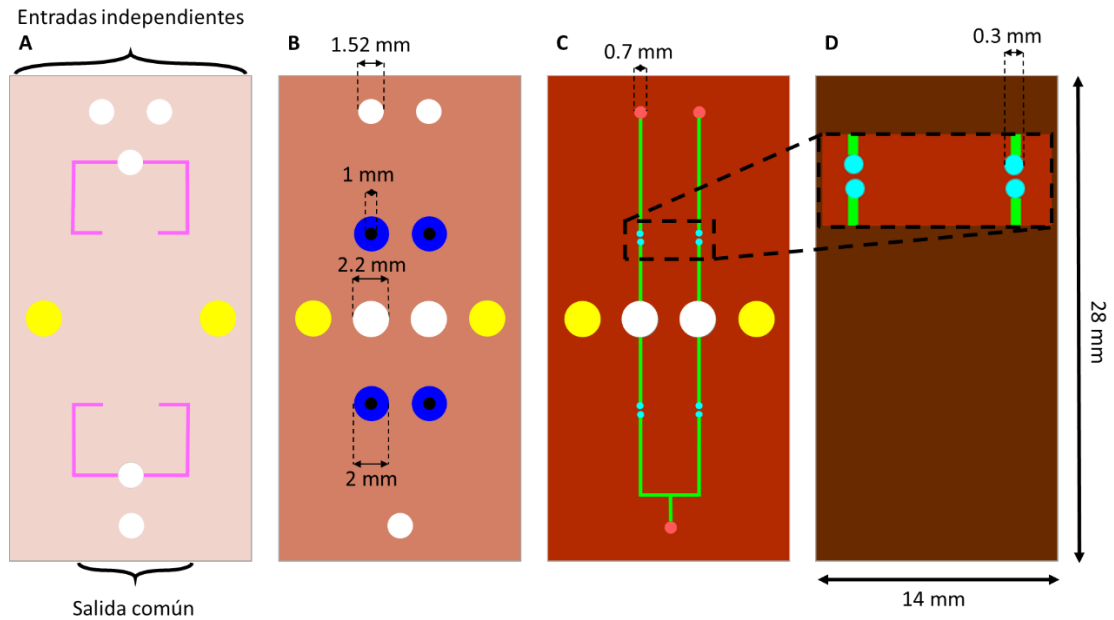 Entradas independientes
A
B
C
D
1.52 mm
0.7 mm
0.3 mm
1 mm
2.2 mm
28 mm
2 mm
14 mm
Salida común